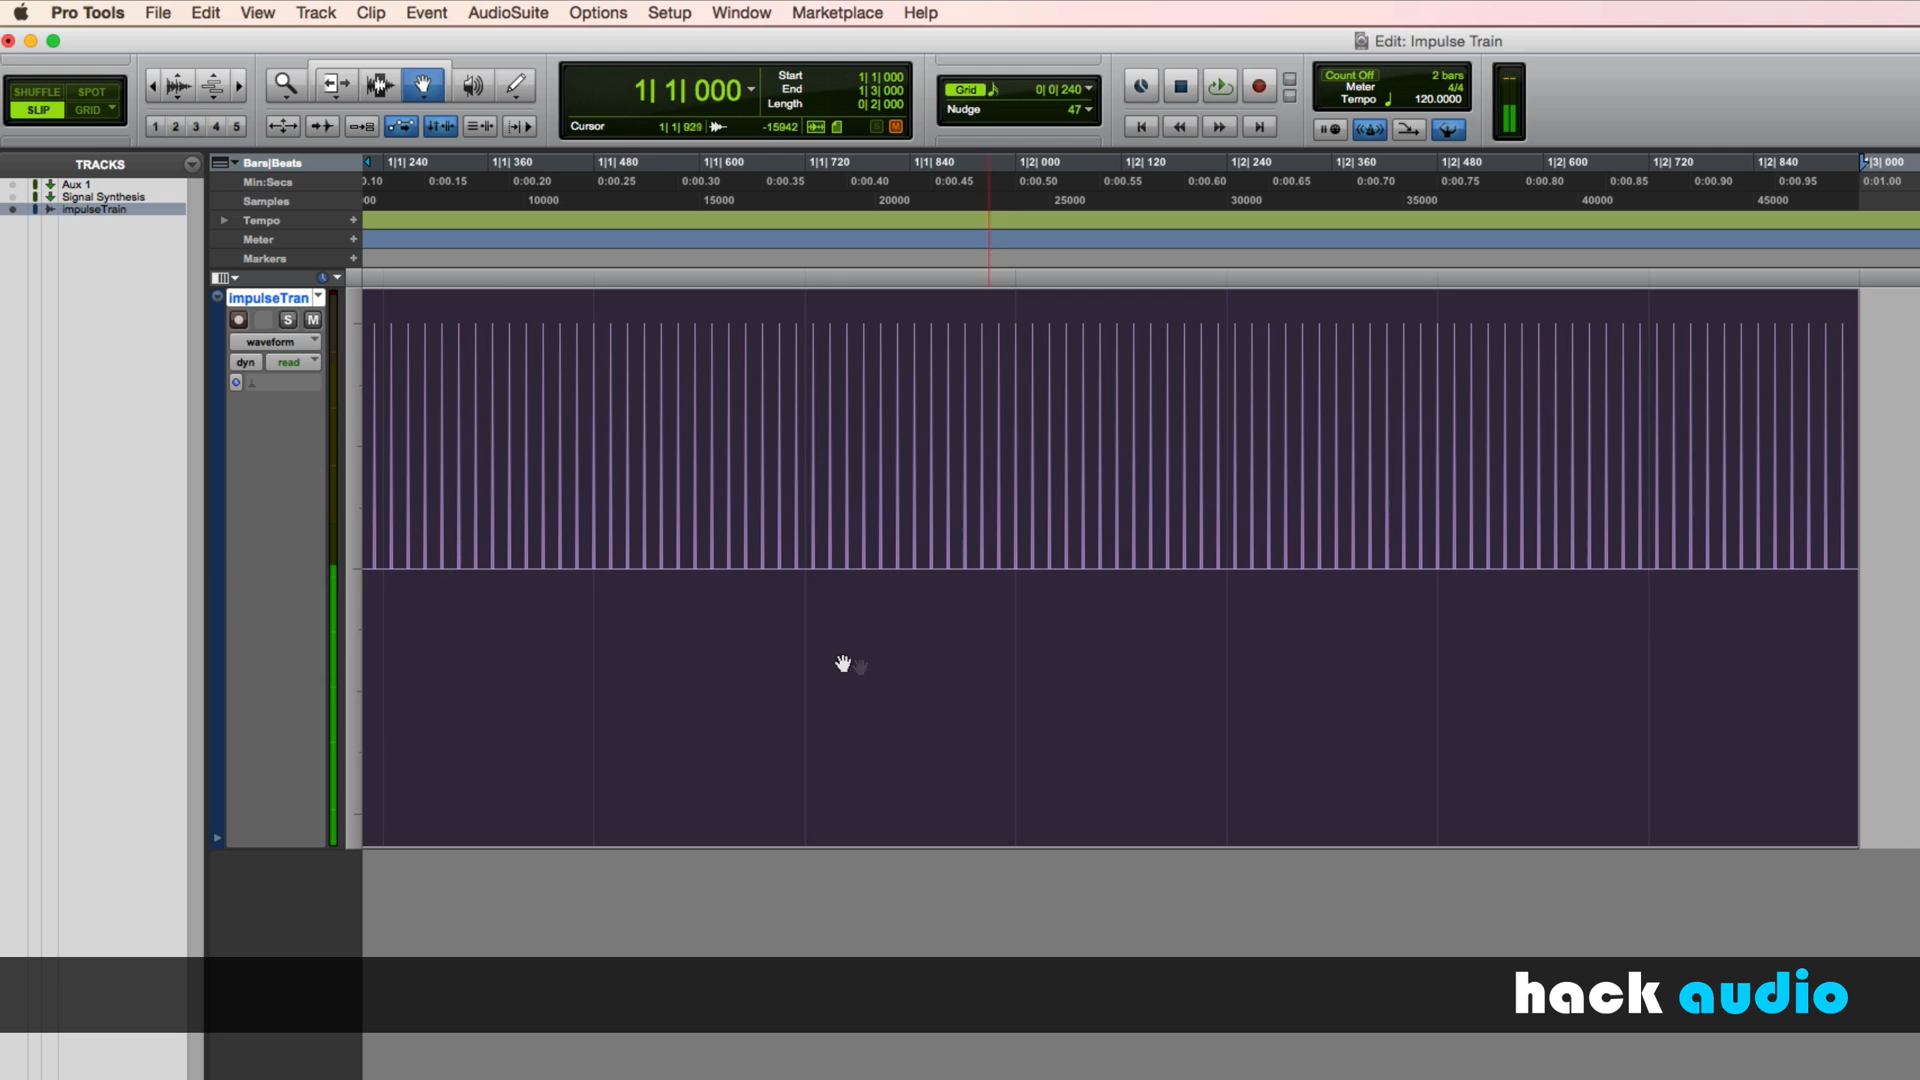 Pro Tools File Edit View Track Clip Event AudioSuite Options Setup Window Marketplace Help
Edit: Impulse Train
SHUFFLE SPOT
SLIP GRID
1 2 3 4 5
1| 1| 000
Start 1| 1| 000
End 1| 3| 000
Length 0| 2| 000
Cursor 1| 1| 929 -15942
Grid 0| 0| 240
Nudge 47
Count Off 2 bars
Meter 4/4
Tempo 120.0000
TRACKS
Aux 1
Signal Synthesis
impulseTrain
Bars|Beats 1|1| 240 1|1| 360 1|1| 480 1|1| 600 1|1| 720 1|1| 840 1|2| 000 1|2| 120 1|2| 240 1|2| 360 1|2| 480 1|2| 600 1|2| 720 1|2| 840 |3| 000
Min:Secs 0.10 0:00.15 0:00.20 0:00.25 0:00.30 0:00.35 0:00.40 0:00.45 0:00.50 0:00.55 0:00.60 0:00.65 0:00.70 0:00.75 0:00.80 0:00.85 0:00.90 0:00.95 0:01.00
Samples 00 10000 15000 20000 25000 30000 35000 40000 45000
Tempo
Meter
Markers
impulseTran
S M
waveform
dyn read
hack audio